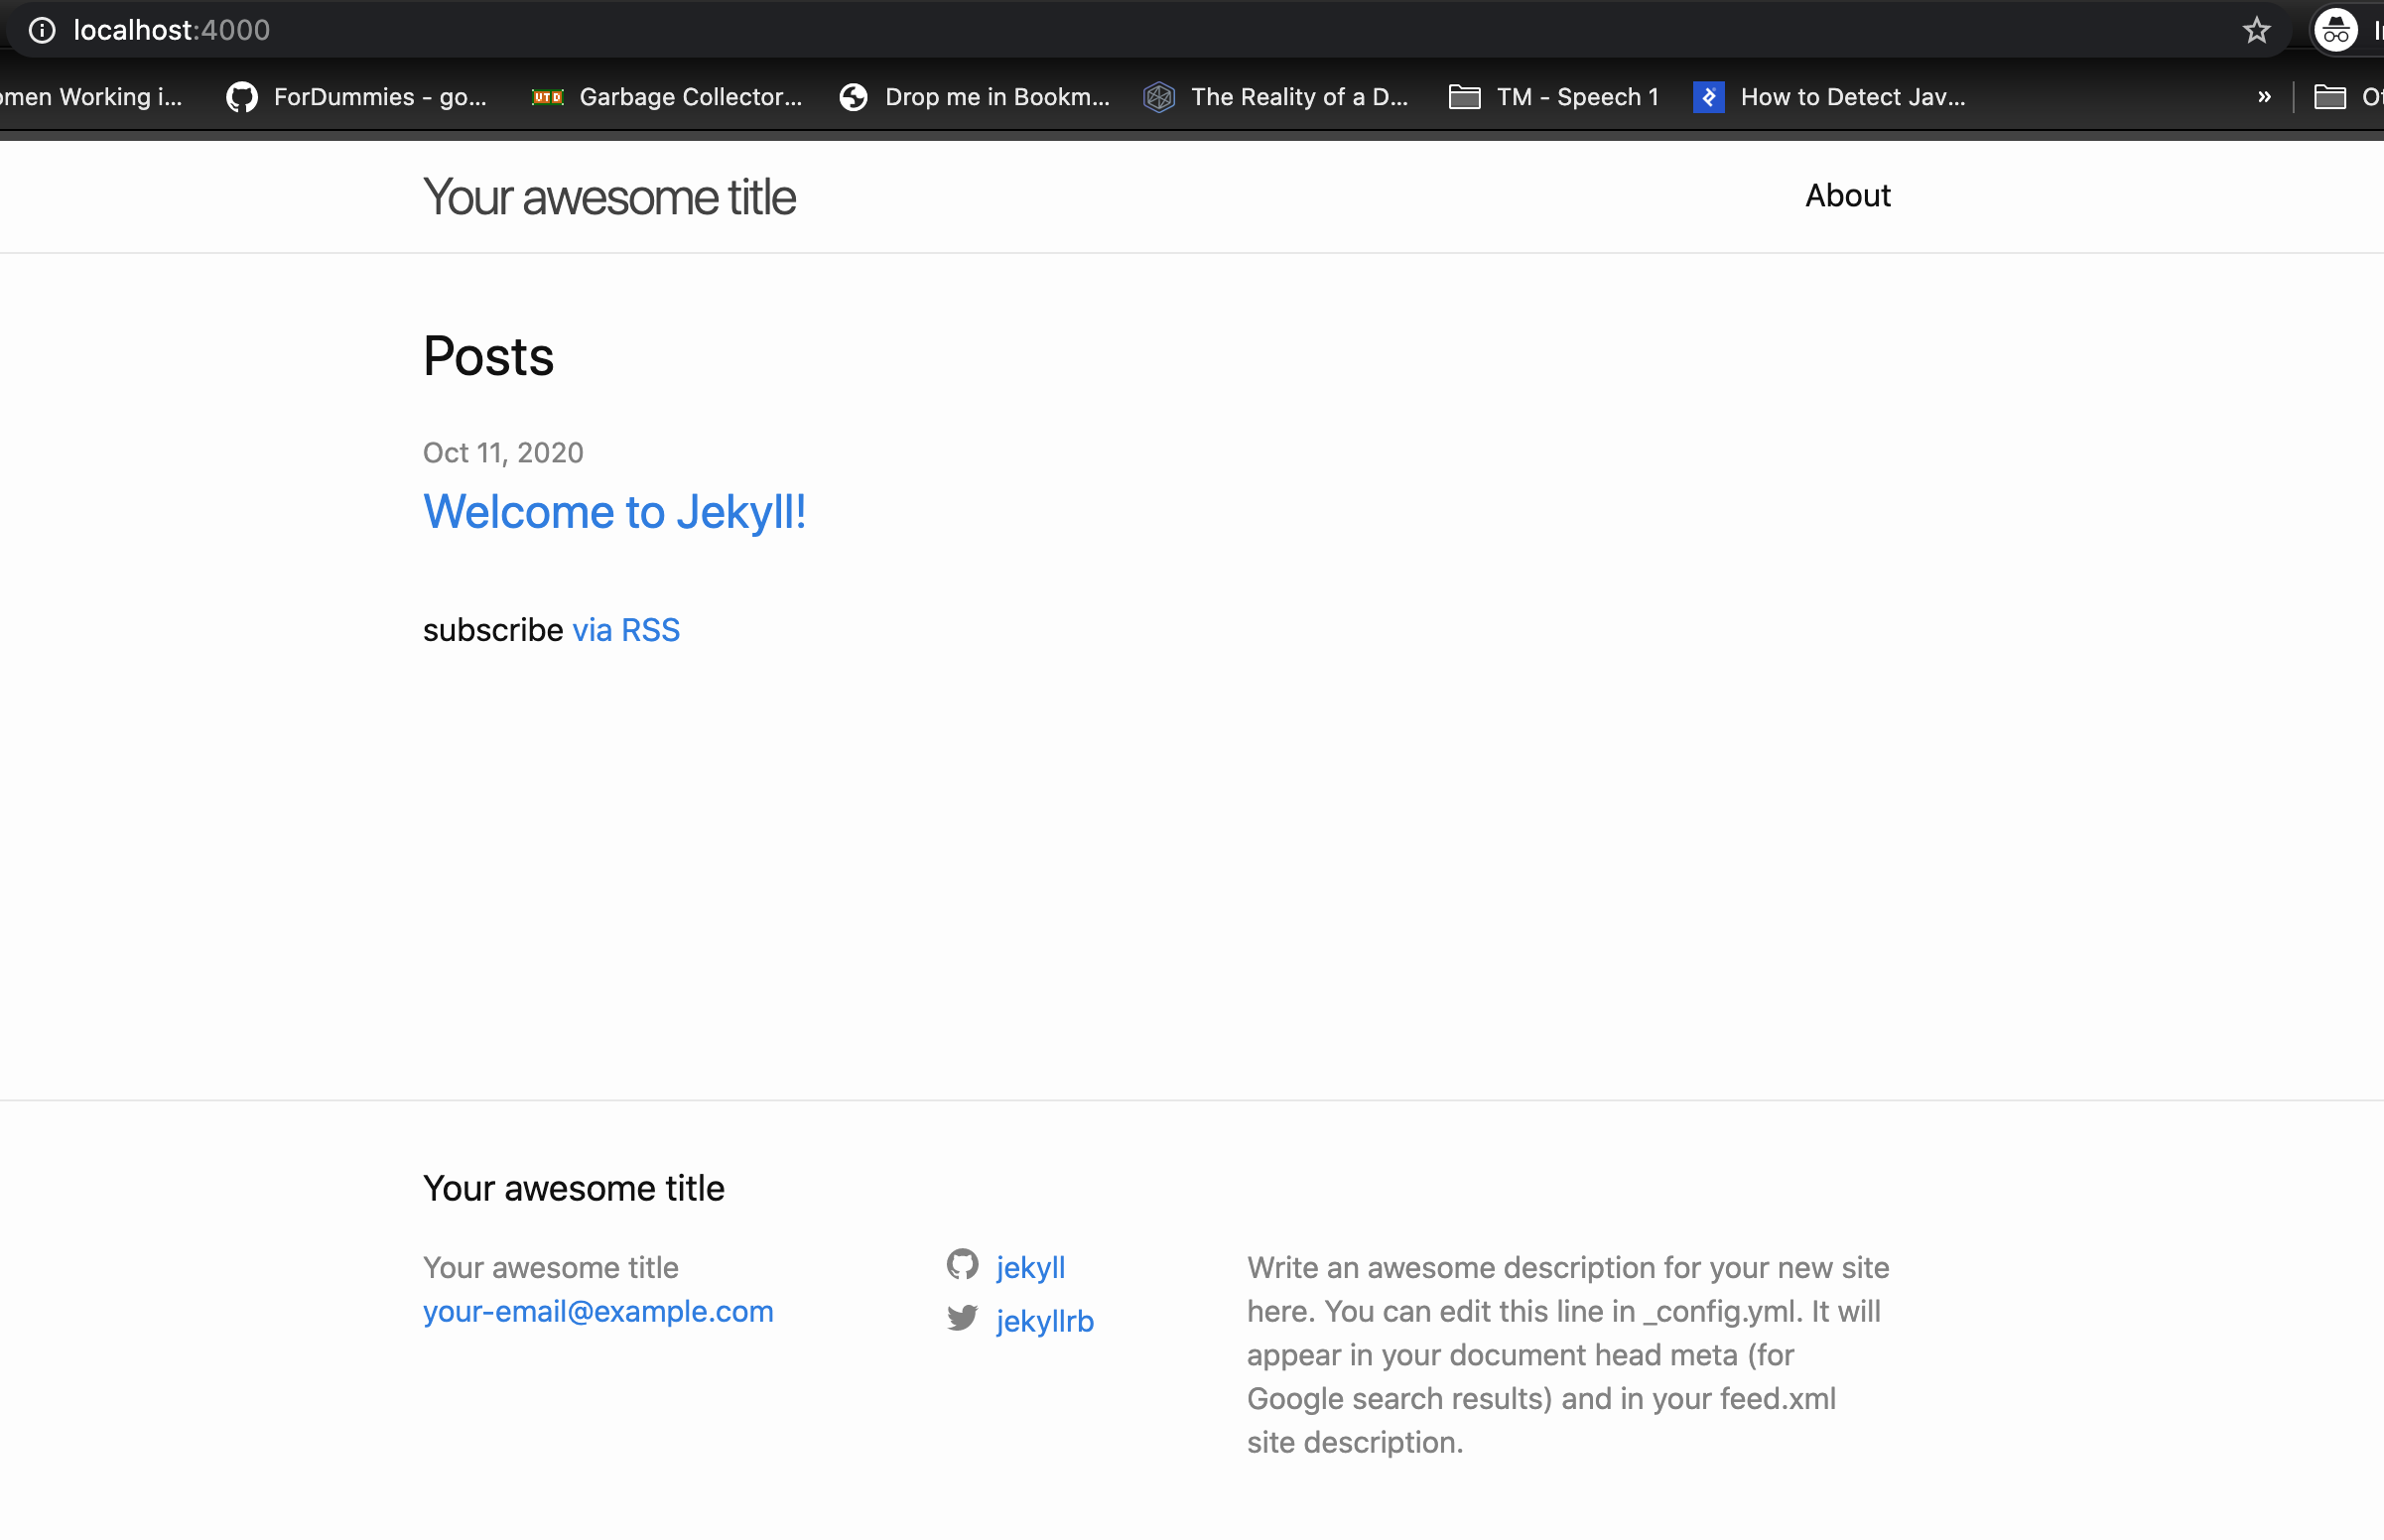 localhost:4000
Working i...
ForDummies - go...
UTD
Garbage Collector...
Drop me in Bookm...
The Reality of a D...
TM - Speech 1
How to Detect Jav...
»
Your awesome title
About
Posts
Oct 11, 2020
Welcome to Jekyll!
subscribe via RSS
Your awesome title
Your awesome title
your-email@example.com
jekyll
jekyllrb
Write an awesome description for your new site
here. You can edit this line in _config.yml. It will
appear in your document head meta (for
Google search results) and in your feed.xml
site description.